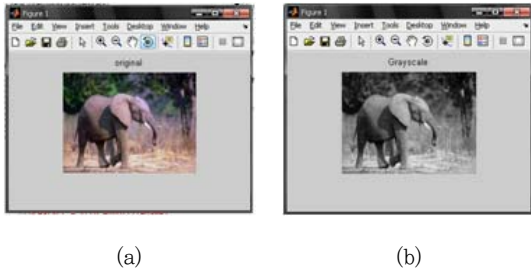 Figure 1
File Edit View Insert Tools Desktop Window Help
original
(a)
Figure 1
File Edit View Insert Tools Desktop Window Help
Grayscale
(b)